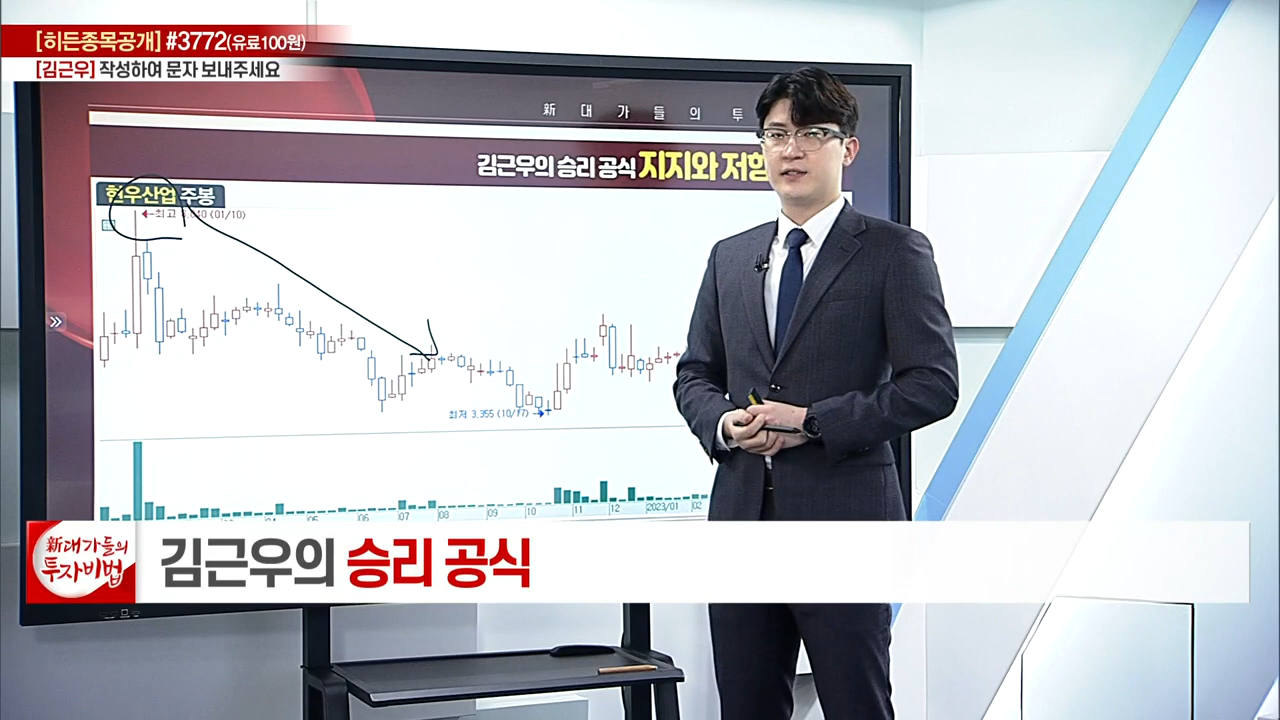 [히든종목공개] #3772(유료100원)
[김근우] 작성하여 문자 보내주세요
新 대 가 들 의 투
김근우의 승리 공식 지지와 저항
현우산업 주봉
최고 (01/10)
최저 3,355 (10/17)
04 05 06 07 08 09 10 11 12 2023/01 02
新대가들의
투자비법
김근우의 승리 공식